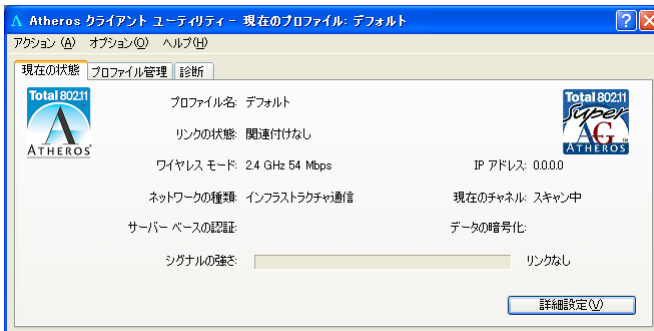 Atheros クライアント ユーティリティ - 現在のプロファイル: デフォルト
アクション (A) オプション(O) ヘルプ(H)
現在の状態 プロファイル管理 診断
Total 802.11
ATHEROS
Total 802.11
Super
AG
ATHEROS
プロファイル名: デフォルト
リンクの状態: 関連付けなし
ワイヤレス モード: 2.4 GHz 54 Mbps IP アドレス: 0.0.0.0
ネットワークの種類: インフラストラクチャ通信 現在のチャネル: スキャン中
サーバー ベースの認証: データの暗号化:
シグナルの強さ: リンクなし
詳細設定(V)